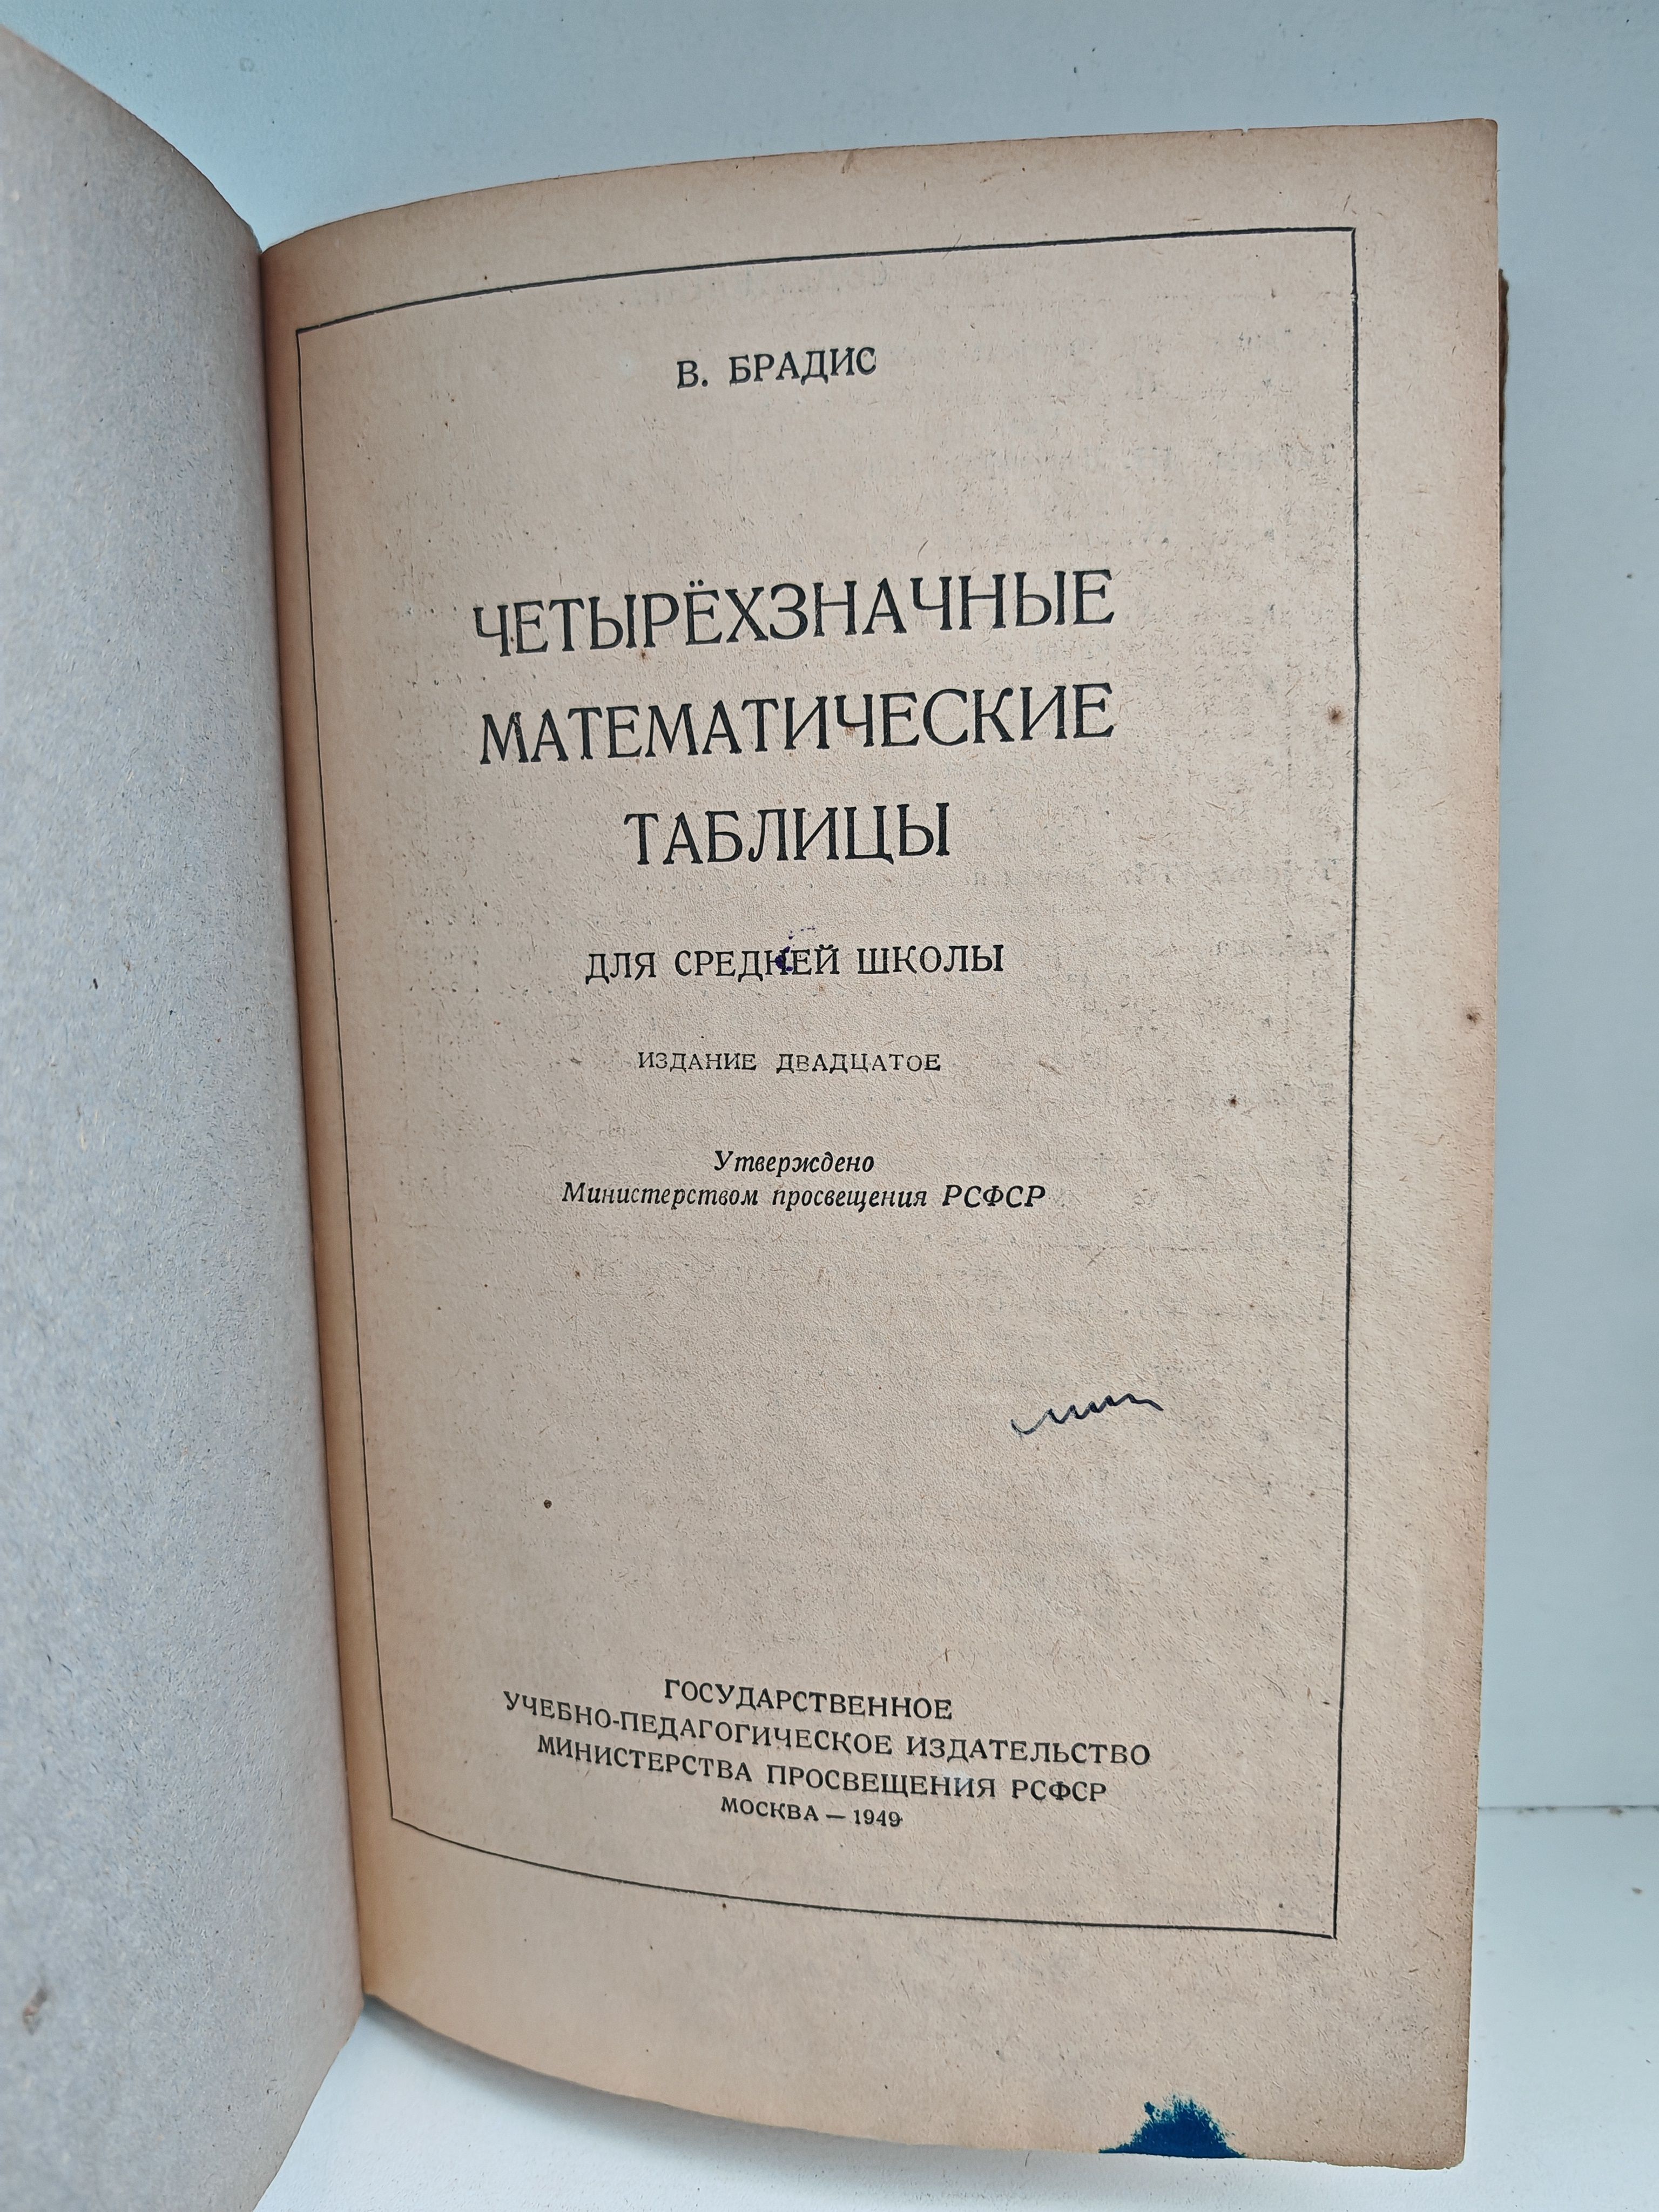 В. БРАДИС
ЧЕТЫРЁХЗНАЧНЫЕ
МАТЕМАТИЧЕСКИЕ
ТАБЛИЦЫ
ДЛЯ СРЕДНЕЙ ШКОЛЫ
ИЗДАНИЕ ДВАДЦАТОЕ
Утверждено
Министерством просвещения РСФСР
ГОСУДАРСТВЕННОЕ
УЧЕБНО-ПЕДАГОГИЧЕСКОЕ ИЗДАТЕЛЬСТВО
МИНИСТЕРСТВА ПРОСВЕЩЕНИЯ РСФСР
МОСКВА — 1949